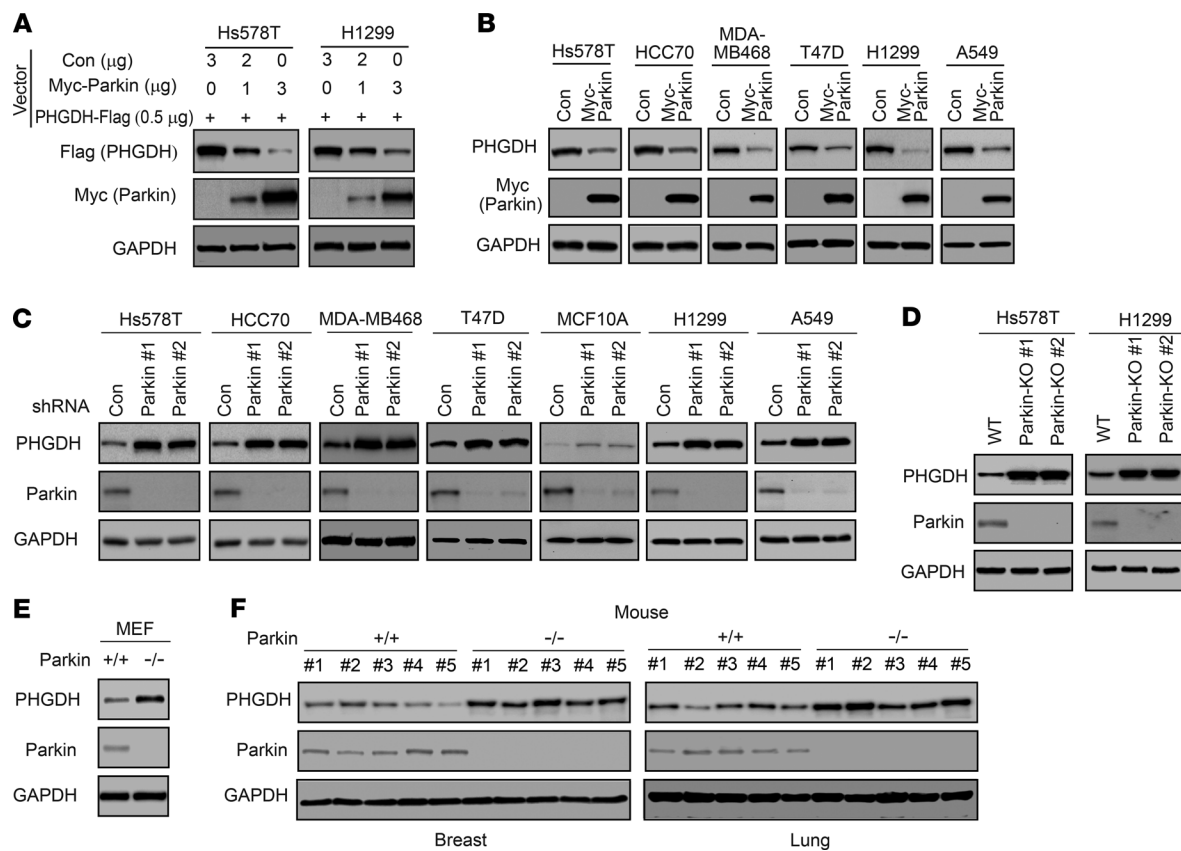 A
Hs578T H1299
Vector
Con (μg) 3 2 0 3 2 0
Myc-Parkin (μg) 0 1 3 0 1 3
PHGDH-Flag (0.5 μg) + + + + + +
Flag (PHGDH)
Myc (Parkin)
GAPDH
B
Hs578T HCC70 MDA-MB468 T47D H1299 A549
Con Myc-Parkin Con Myc-Parkin Con Myc-Parkin Con Myc-Parkin Con Myc-Parkin Con Myc-Parkin
PHGDH
Myc
(Parkin)
GAPDH
C
Hs578T HCC70 MDA-MB468 T47D MCF10A H1299 A549
shRNA Con Parkin #1 Parkin #2 Con Parkin #1 Parkin #2 Con Parkin #1 Parkin #2 Con Parkin #1 Parkin #2 Con Parkin #1 Parkin #2 Con Parkin #1 Parkin #2 Con Parkin #1 Parkin #2
PHGDH
Parkin
GAPDH
D
Hs578T H1299
WT Parkin-KO #1 Parkin-KO #2 WT Parkin-KO #1 Parkin-KO #2
PHGDH
Parkin
GAPDH
E
MEF
Parkin +/+ -/-
PHGDH
Parkin
GAPDH
F
Mouse
Parkin +/+ -/- +/+ -/-
#1 #2 #3 #4 #5 #1 #2 #3 #4 #5 #1 #2 #3 #4 #5 #1 #2 #3 #4 #5
PHGDH
Parkin
GAPDH
Breast Lung